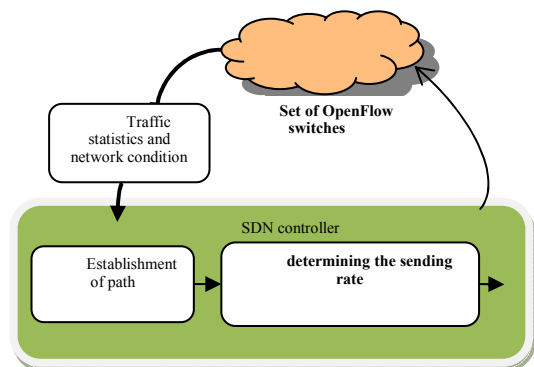 Set of OpenFlow
switches
Traffic
statistics and
network condition
SDN controller
Establishment
of path
determining the sending
rate